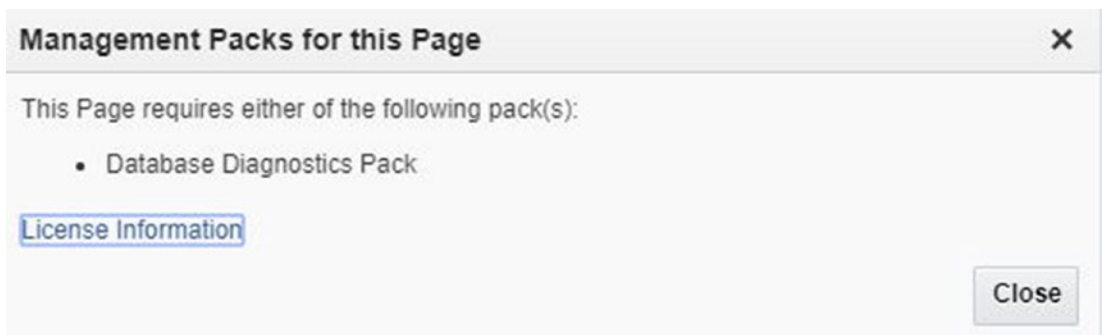 Management Packs for this Page
This Page requires either of the following pack(s):
• Database Diagnostics Pack
License Information
Close